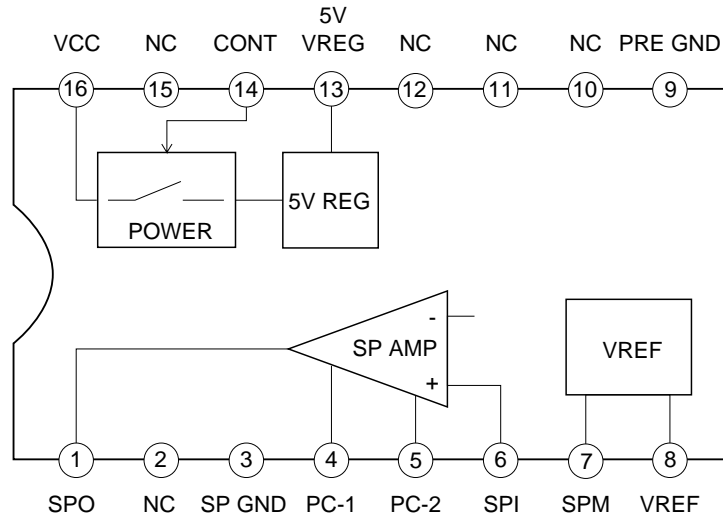 5V
VCC NC CONT VREG NC NC NC PRE GND
16 15 14 13 12 11 10 9
5V REG
POWER
-
SP AMP
VREF
+
1 2 3 4 5 6 7 8
SPO NC SP GND PC-1 PC-2 SPI SPM VREF